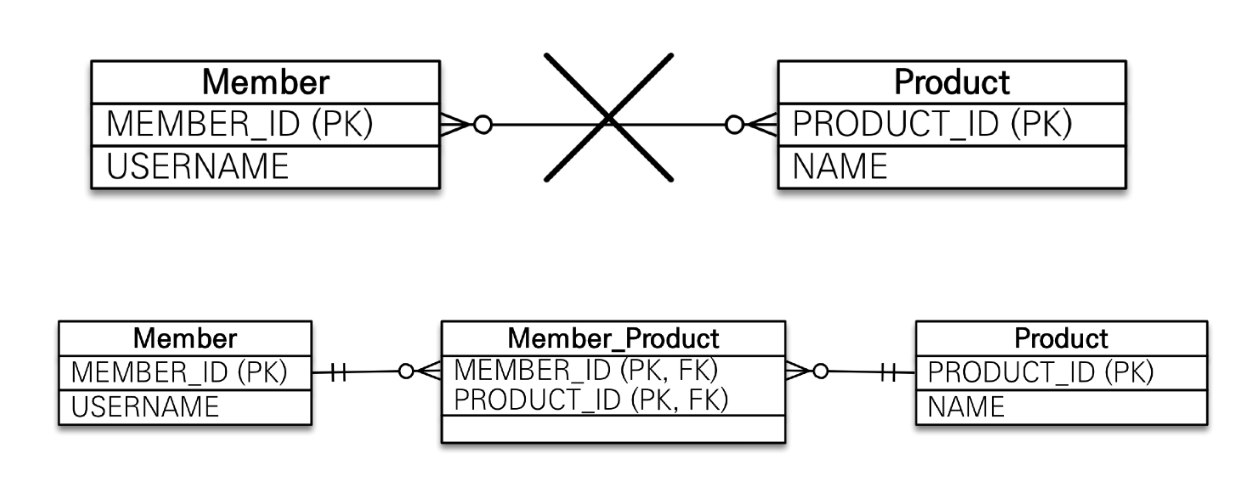 Member
MEMBER_ID (PK)
USERNAME
Product
PRODUCT_ID (PK)
NAME
Member
MEMBER_ID (PK)
USERNAME
Member_Product
MEMBER_ID (PK, FK)
PRODUCT_ID (PK, FK)
Product
PRODUCT_ID (PK)
NAME